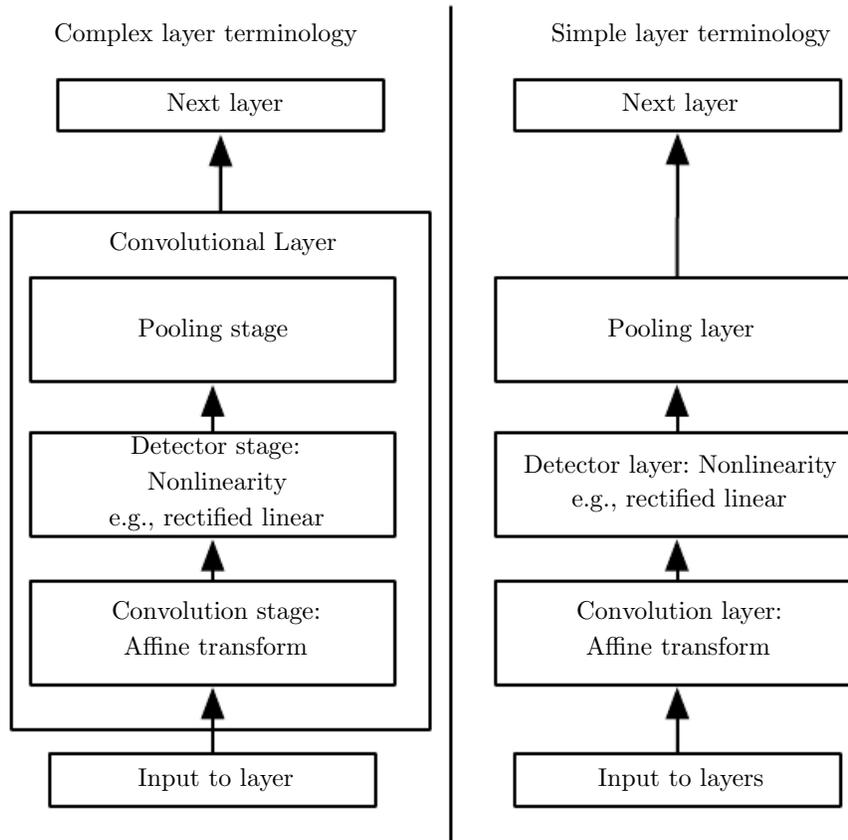 Complex layer terminology
Next layer
Convolutional Layer
Pooling stage
Detector stage:
Nonlinearity
e.g., rectified linear
Convolution stage:
Affine transform
Input to layer
Simple layer terminology
Next layer
Pooling layer
Detector layer: Nonlinearity
e.g., rectified linear
Convolution layer:
Affine transform
Input to layers